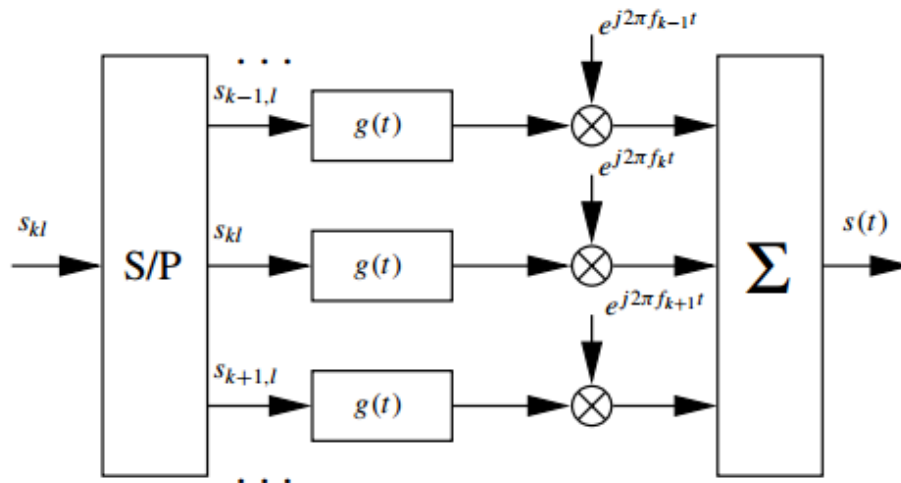 . . .
e^{j2πf_{k−1}t}
s_{k−1,l}
g(t)
e^{j2πf_k t}
s_{kl}
S/P
s_{kl}
g(t)
Σ
s(t)
e^{j2πf_{k+1}t}
s_{k+1,l}
g(t)
. . .